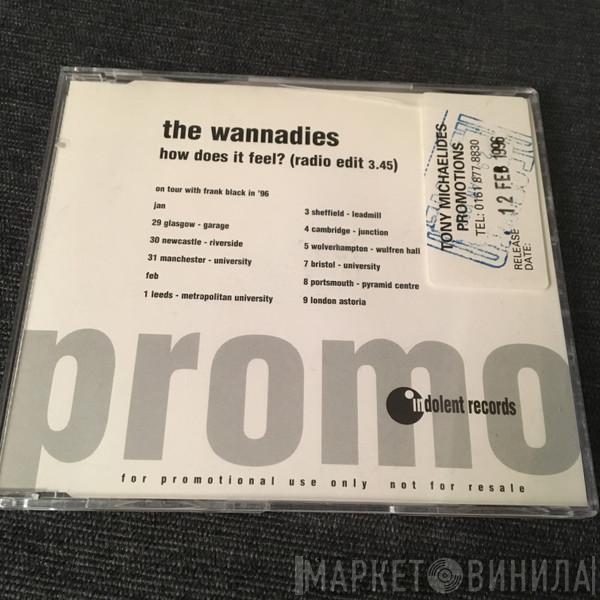 the wannadies
how does it feel? (radio edit 3.45)
on tour with frank black in '96
jan
29 glasgow - garage
30 newcastle - riverside
31 manchester - university
feb
1 leeds - metropolitan university
3 sheffield - leadmill
4 cambridge - junction
5 wolverhampton - wulfren hall
7 bristol - university
8 portsmouth - pyramid centre
9 london astoria
TONY MICHAELIDES
PROMOTIONS
TEL: 0161 877 8830
RELEASE
DATE:
12 FEB 1996
promo
indolent records
for promotional use only not for resale
МАРКЕТ ВИНИЛА